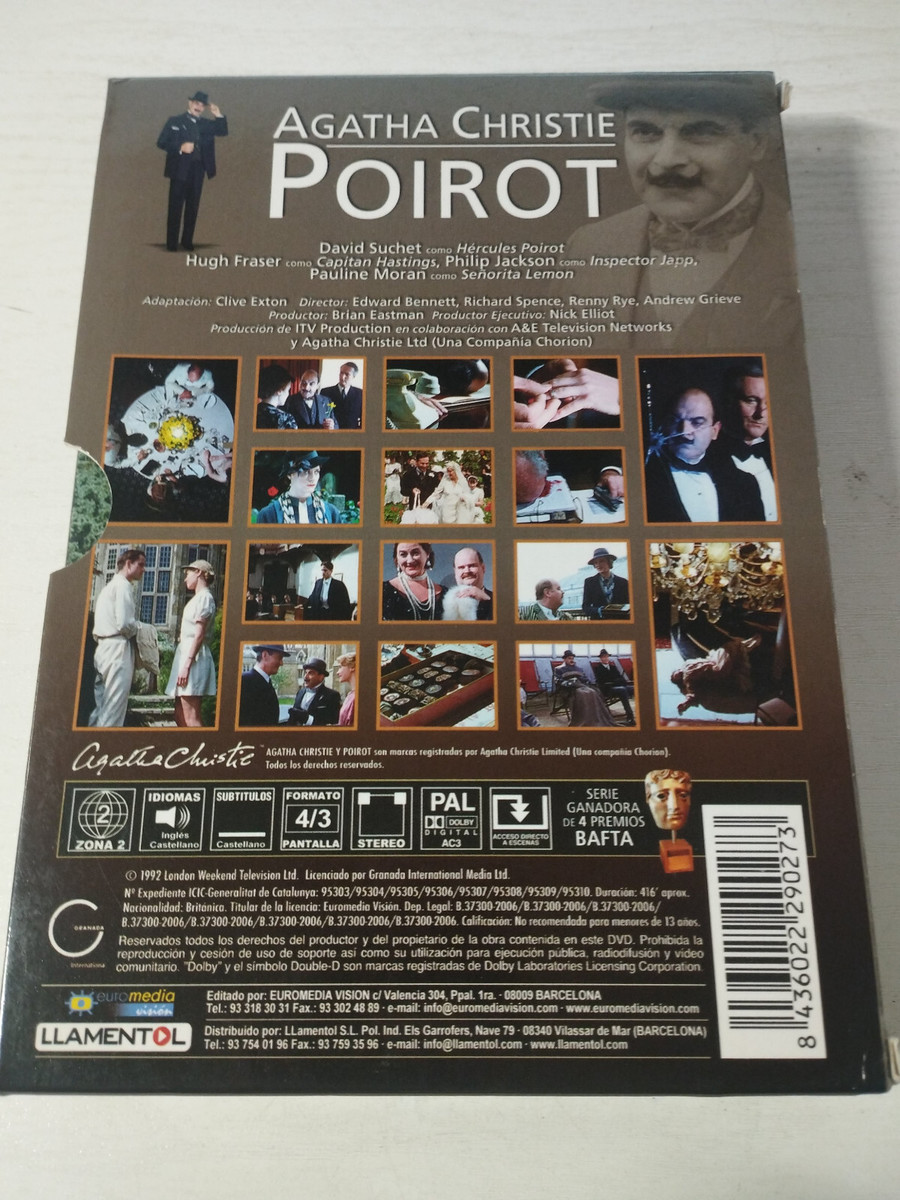 AGATHA CHRISTIE
POIROT
David Suchet como Hércules Poirot
Hugh Fraser como Capitan Hastings, Philip Jackson como Inspector Japp,
Pauline Moran como Señorita Lemon
Adaptación: Clive Exton Director: Edward Bennett, Richard Spence, Renny Rye, Andrew Grieve
Productor: Brian Eastman Productor Ejecutivo: Nick Elliot
Producción de ITV Production en colaboración con A&E Television Networks
y Agatha Christie Ltd (Una Compañía Chorion)
Agatha Christie™ AGATHA CHRISTIE Y POIROT son marcas registradas por Agatha Christie Limited (Una compañía Chorion).
Todos los derechos reservados.
2
ZONA 2
IDIOMAS
Inglés
Castellano
SUBTITULOS
Castellano
FORMATO
4/3
PANTALLA
STEREO
PAL
DOLBY
DIGITAL
AC3
ACCESO DIRECTO
A ESCENAS
SERIE
GANADORA
DE 4 PREMIOS
BAFTA
© 1992 London Weekend Television Ltd. Licenciado por Granada International Media Ltd.
Nº Expediente ICIC-Generalitat de Catalunya: 95303/95304/95305/95306/95307/95308/95309/95310. Duración: 416' aprox.
Nacionalidad: Británica. Titular de la licencia: Euromedia Visión. Dep. Legal: B.37300-2006/B.37300-2006/B.37300-2006/
B.37300-2006/B.37300-2006/B.37300-2006/B.37300-2006/B.37300-2006. Calificación: No recomendada para menores de 13 años.
GRANADA
International
Reservados todos los derechos del productor y del propietario de la obra contenida en este DVD. Prohibida la
reproducción y cesión de uso de soporte así como su utilización para ejecución pública, radiodifusión y video
comunitario. "Dolby" y el símbolo Double-D son marcas registradas de Dolby Laboratories Licensing Corporation.
euromedia
visión
Editado por: EUROMEDIA VISION c/ Valencia 304, Ppal. 1ra. - 08009 BARCELONA
Tel.: 93 318 30 31 Fax.: 93 302 48 89 · e-mail: info@euromediavision.com · www.euromediavision.com
LLAMENTOL
Distribuido por: LLamentol S.L. Pol. Ind. Els Garrofers, Nave 79 - 08340 Vilassar de Mar (BARCELONA)
Tel.: 93 754 01 96 Fax.: 93 759 35 96 · e-mail: info@llamentol.com · www.llamentol.com
8 436022 290273